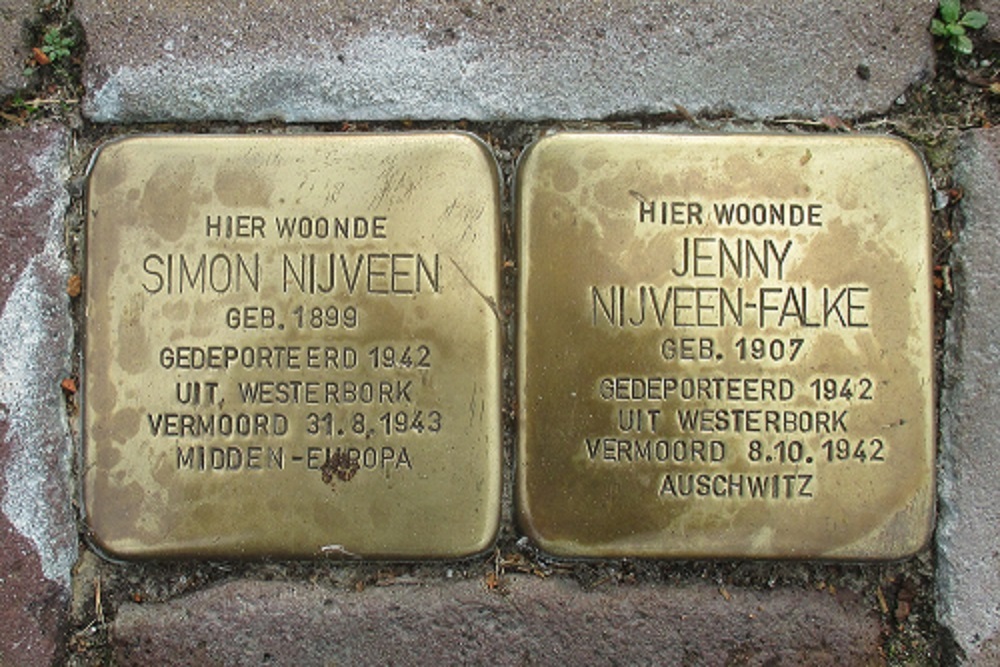 HIER WOONDE
SIMON NIJVEEN
GEB. 1899
GEDEPORTEERD 1942
UIT WESTERBORK
VERMOORD 31.8.1943
MIDDEN-EUROPA
HIER WOONDE
JENNY
NIJVEEN-FALKE
GEB. 1907
GEDEPORTEERD 1942
UIT WESTERBORK
VERMOORD 8.10.1942
AUSCHWITZ